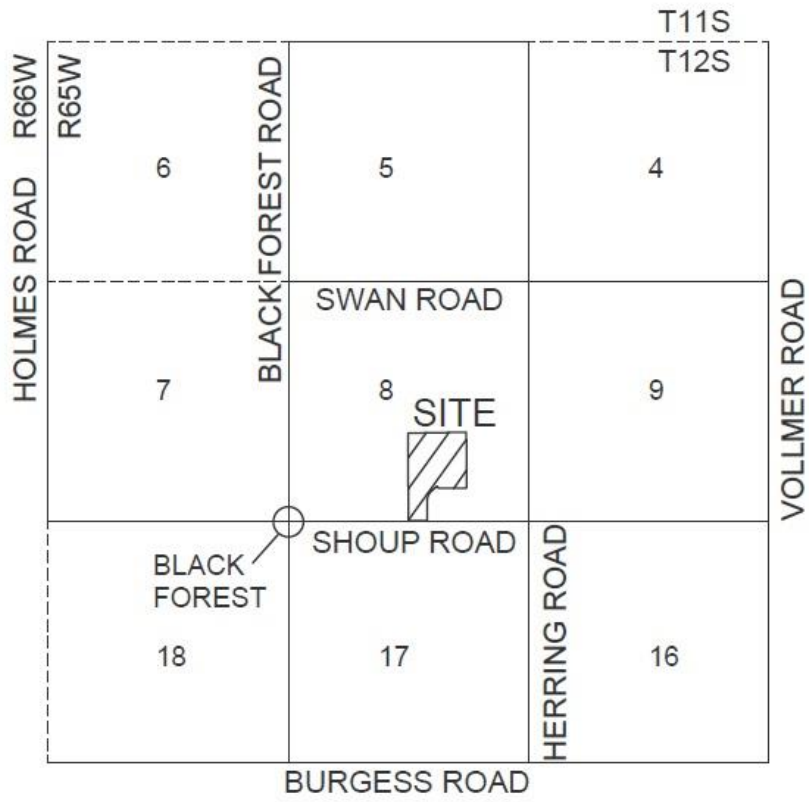 T11S
T12S
R66W
R65W
HOLMES ROAD
BLACK FOREST ROAD
6
5
4
SWAN ROAD
VOLLMER ROAD
7
8
9
SITE
SHOUP ROAD
BLACK
FOREST
HERRING ROAD
18
17
16
BURGESS ROAD